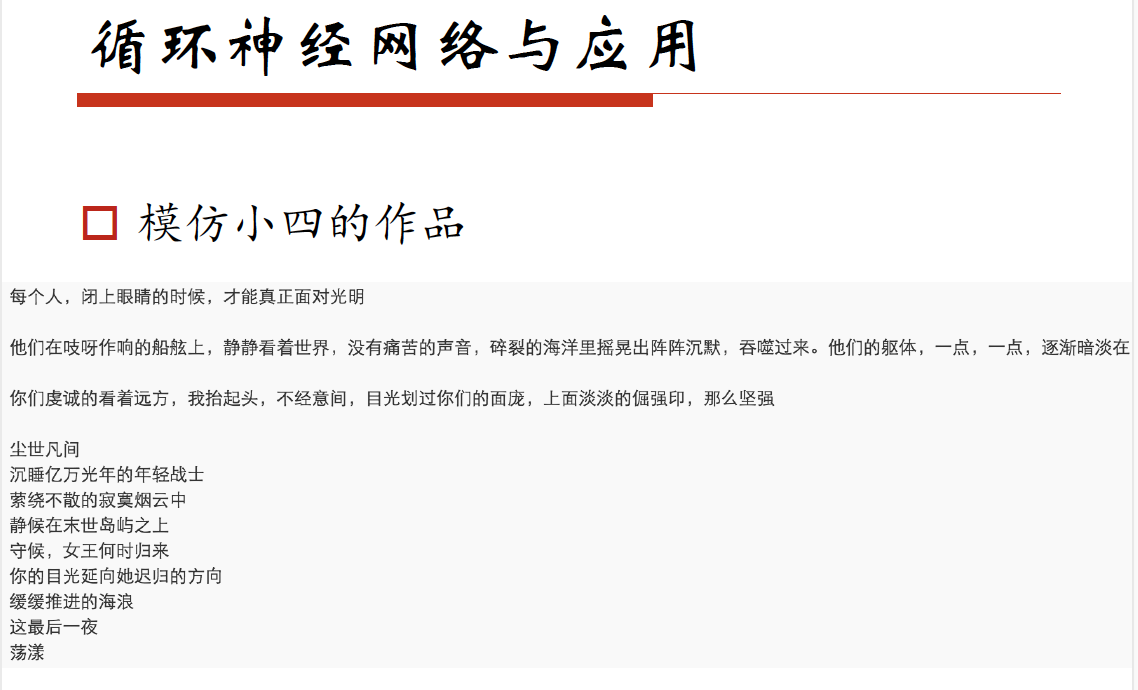 循环神经网络与应用
模仿小四的作品
每个人，闭上眼睛的时候，才能真正面对光明
他们在吱呀作响的船舷上，静静看着世界，没有痛苦的声音，碎裂的海洋里摇晃出阵阵沉默，吞噬过来。他们的躯体，一点，一点，逐渐暗淡在
你们虔诚的看着远方，我抬起头，不经意间，目光划过你们的面庞，上面淡淡的倔强印，那么坚强
尘世凡间
沉睡亿万光年的年轻战士
萦绕不散的寂寞烟云中
静候在末世岛屿之上
守候，女王何时归来
你的目光延向她迟归的方向
缓缓推进的海浪
这最后一夜
荡漾